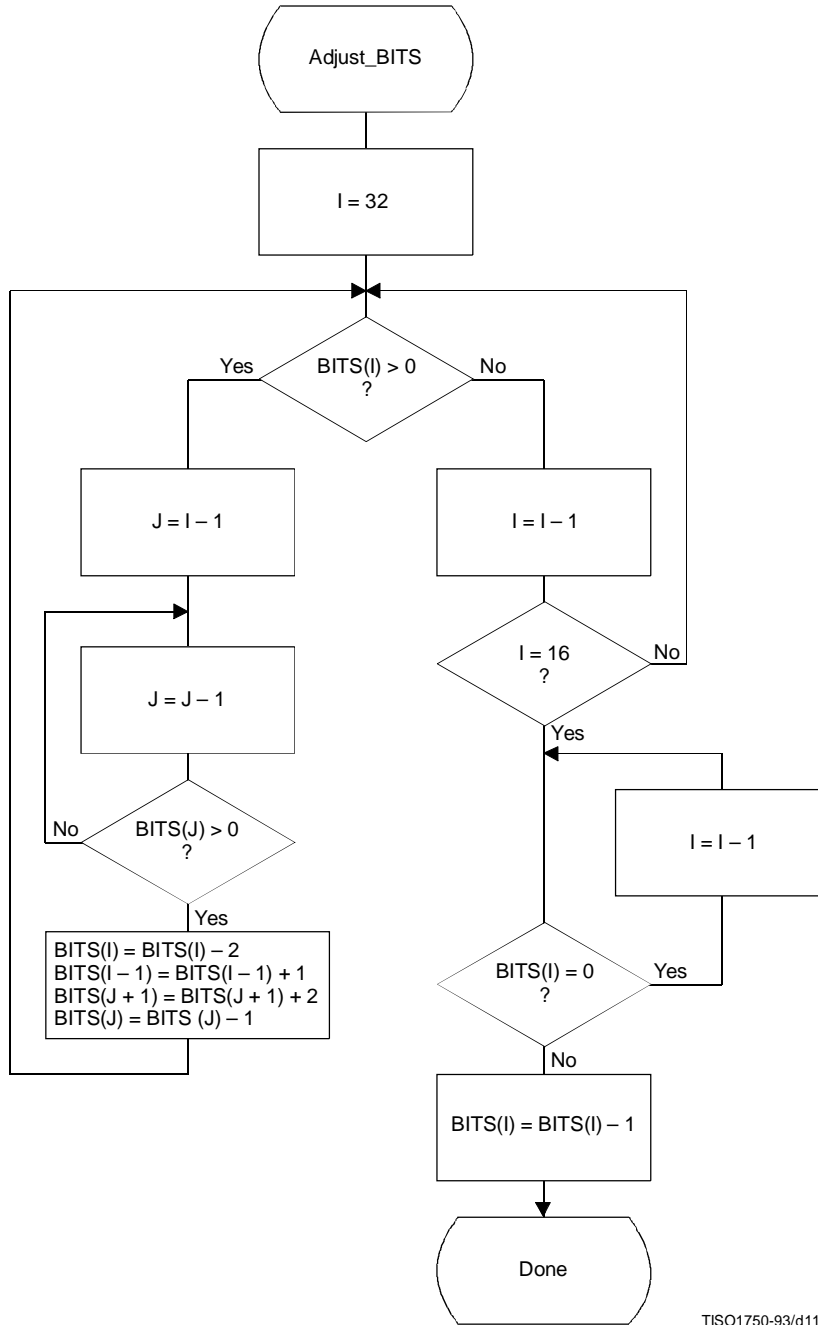 Adjust_BITS
I = 32
Yes
BITS(I) > 0
?
No
J = I – 1
I = I – 1
J = J – 1
I = 16
?
No
Yes
No
BITS(J) > 0
?
I = I – 1
Yes
BITS(I) = BITS(I) – 2
BITS(I – 1) = BITS(I – 1) + 1
BITS(J + 1) = BITS(J + 1) + 2
BITS(J) = BITS (J) – 1
BITS(I) = 0
?
Yes
No
BITS(I) = BITS(I) – 1
Done
TISO1750-93/d11